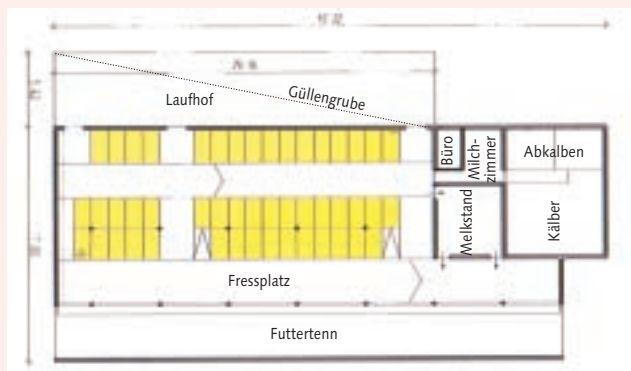 Laufhof
Güllengrube
Büro
Milch-
zimmer
Abkalben
Melkstand
Kälber
Fressplatz
Futtertenn